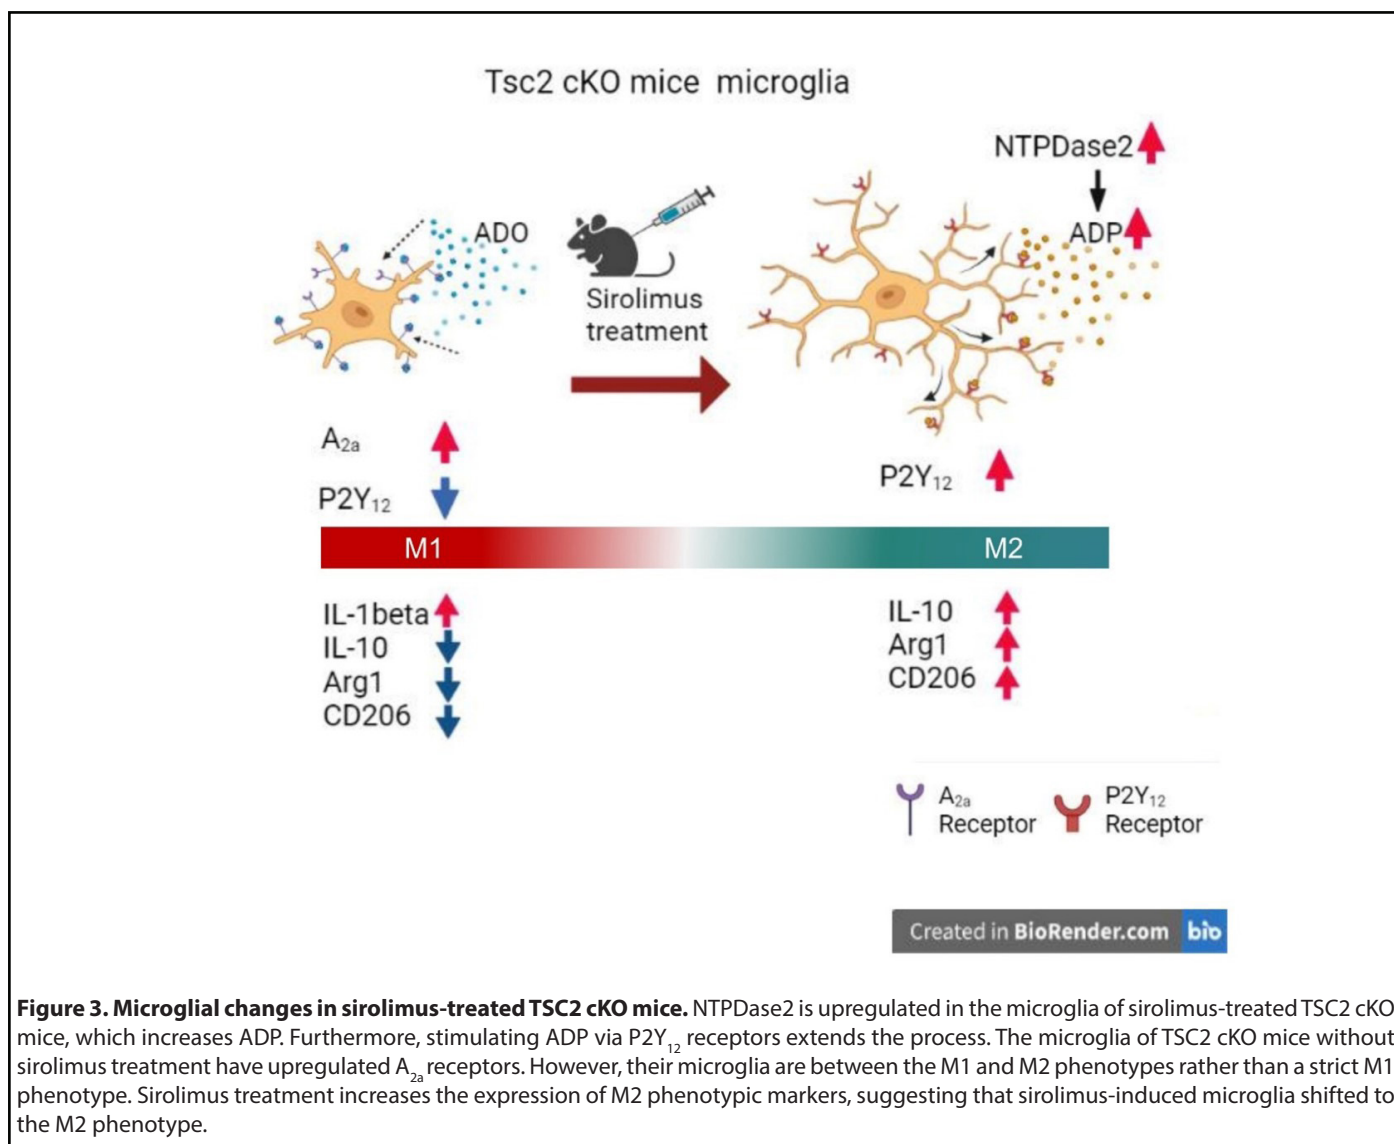 Tsc2 cKO mice microglia
NTPDase2
ADO
ADP
Sirolimus
treatment
A2a
P2Y12
P2Y12
M1
M2
IL-1beta
IL-10
Arg1
CD206
IL-10
Arg1
CD206
A2a
Receptor
P2Y12
Receptor
Created in BioRender.com bio
Figure 3. Microglial changes in sirolimus-treated TSC2 cKO mice. NTPDase2 is upregulated in the microglia of sirolimus-treated TSC2 cKO
mice, which increases ADP. Furthermore, stimulating ADP via P2Y12 receptors extends the process. The microglia of TSC2 cKO mice without
sirolimus treatment have upregulated A2a receptors. However, their microglia are between the M1 and M2 phenotypes rather than a strict M1
phenotype. Sirolimus treatment increases the expression of M2 phenotypic markers, suggesting that sirolimus-induced microglia shifted to
the M2 phenotype.